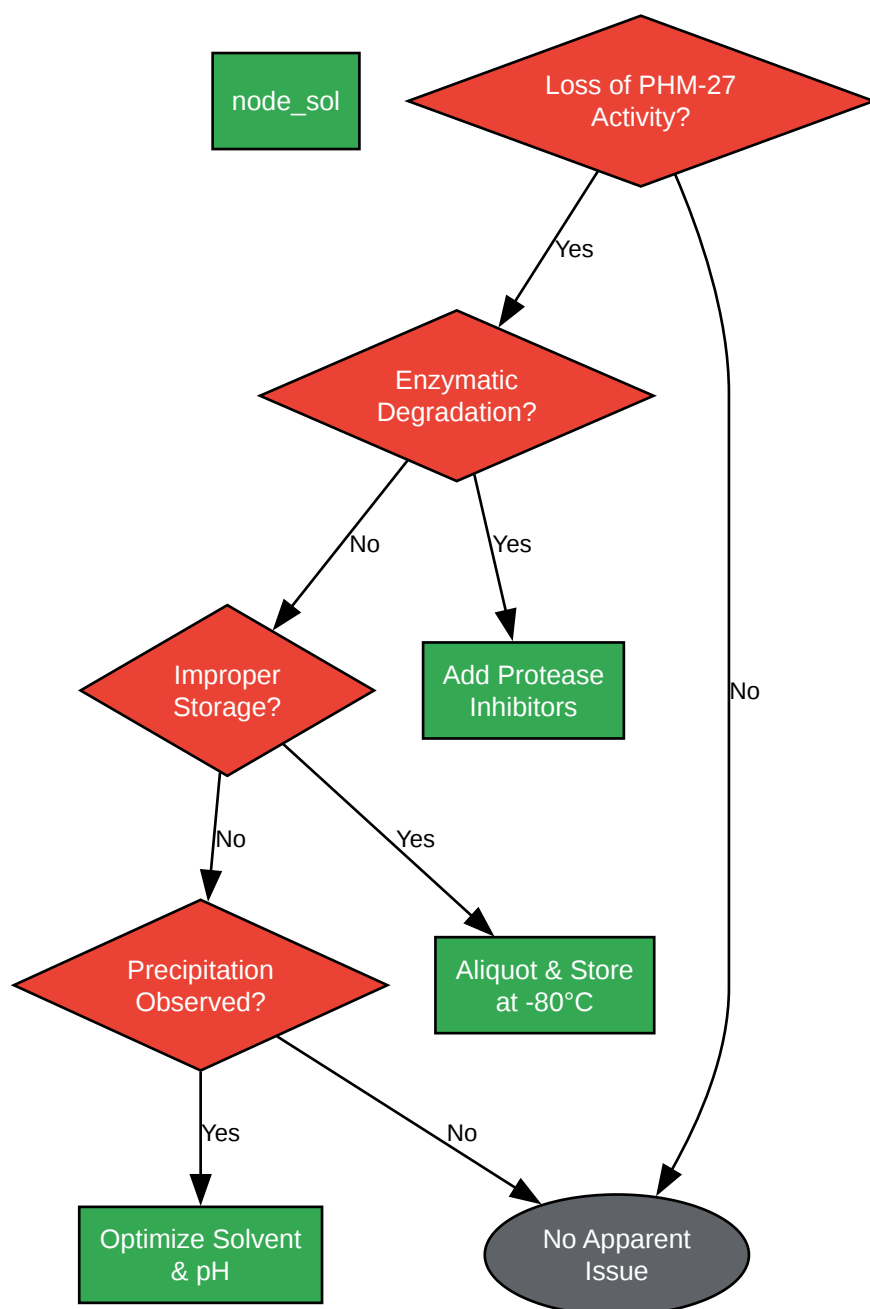 node_sol
Loss of PHM-27
Activity?
Yes
Enzymatic
Degradation?
No
Yes
Improper
Storage?
Add Protease
Inhibitors
No
No
Yes
Precipitation
Observed?
Aliquot & Store
at -80°C
Yes
No
Optimize Solvent
& pH
No Apparent
Issue